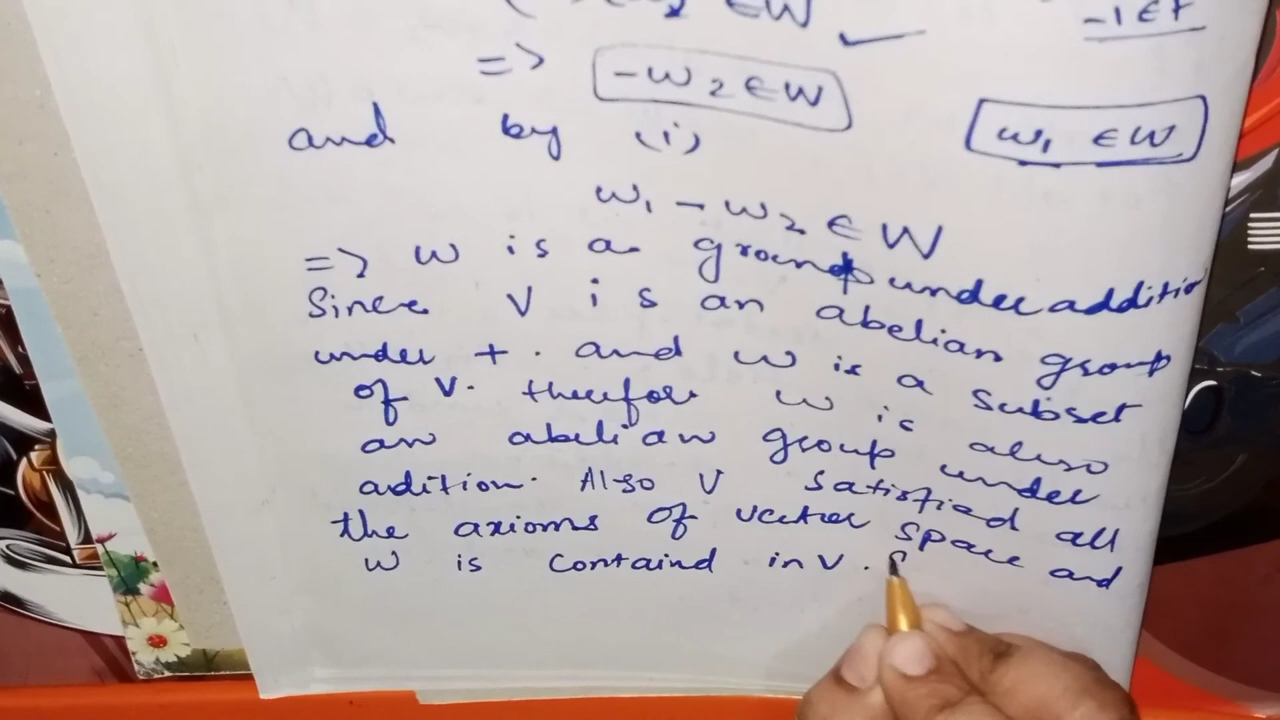 ∈W
-1 ∈ F
=> -w₂ ∈ W
and by (i) w₁ ∈ W
w₁ - w₂ ∈ W
=> W is a group under addition
Since V is an abelian group
under +. and W is a subset
of V. therefore W is also
an abelian group under
adition. Also V satisfied all
the axioms of vector space and
W is containd in V. S